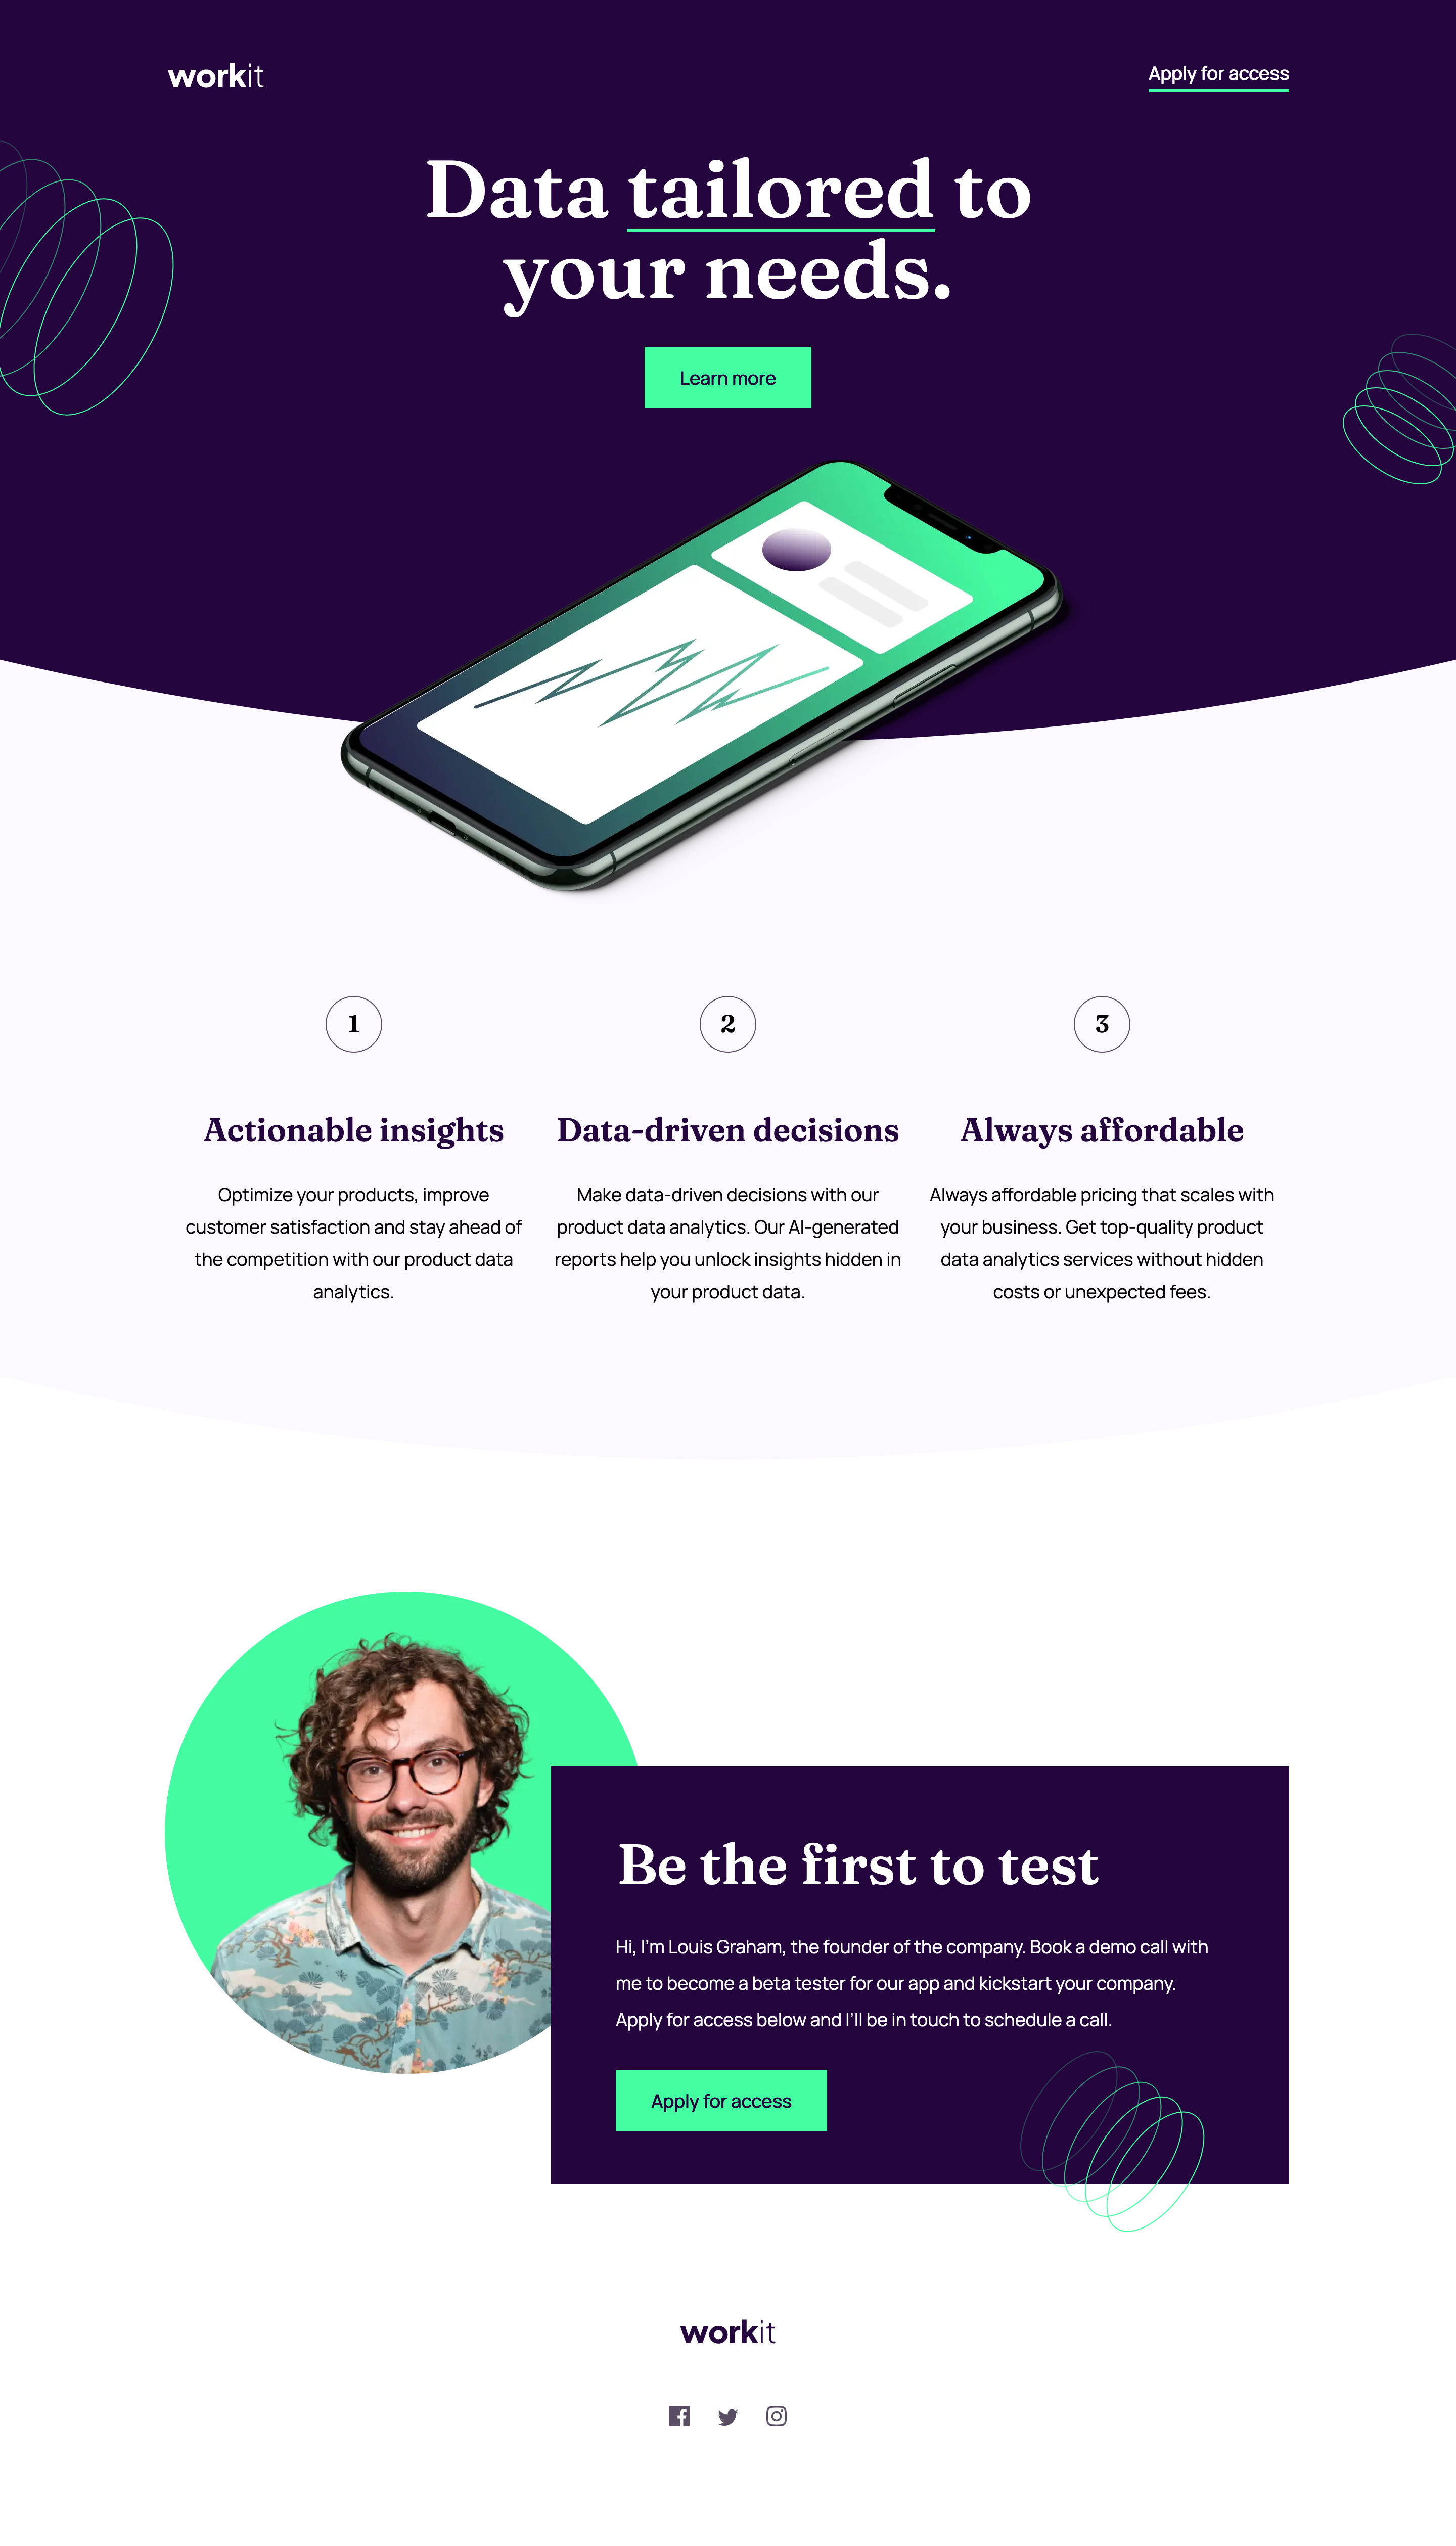 workit
Apply for access
Data tailored to
your needs.
Learn more
1
2
3
Actionable insights
Optimize your products, improve
customer satisfaction and stay ahead of
the competition with our product data
analytics.
Data-driven decisions
Make data-driven decisions with our
product data analytics. Our AI-generated
reports help you unlock insights hidden in
your product data.
Always affordable
Always affordable pricing that scales with
your business. Get top-quality product
data analytics services without hidden
costs or unexpected fees.
Be the first to test
Hi, I'm Louis Graham, the founder of the company. Book a demo call with
me to become a beta tester for our app and kickstart your company.
Apply for access below and I'll be in touch to schedule a call.
Apply for access
workit